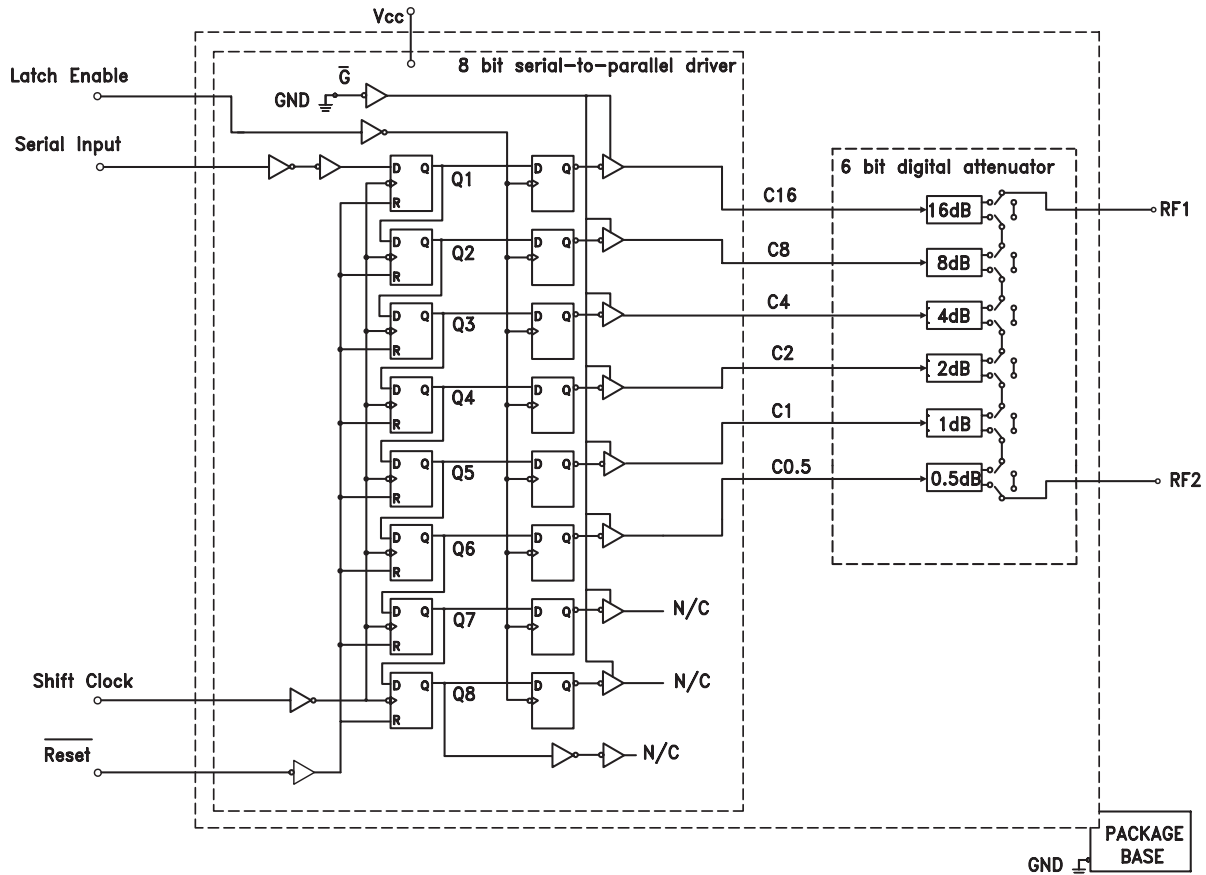 Vcc
8 bit serial-to-parallel driver
Latch Enable
G
GND
Serial Input
6 bit digital attenuator
D Q
R
Q1
D Q
C16
16dB
RF1
D Q
R
Q2
D Q
C8
8dB
D Q
R
Q3
D Q
C4
4dB
D Q
R
Q4
D Q
C2
2dB
D Q
R
Q5
D Q
C1
1dB
D Q
R
Q6
D Q
C0.5
0.5dB
RF2
D Q
R
Q7
D Q
N/C
Shift Clock
D Q
R
Q8
D Q
N/C
Reset
N/C
PACKAGE
BASE
GND